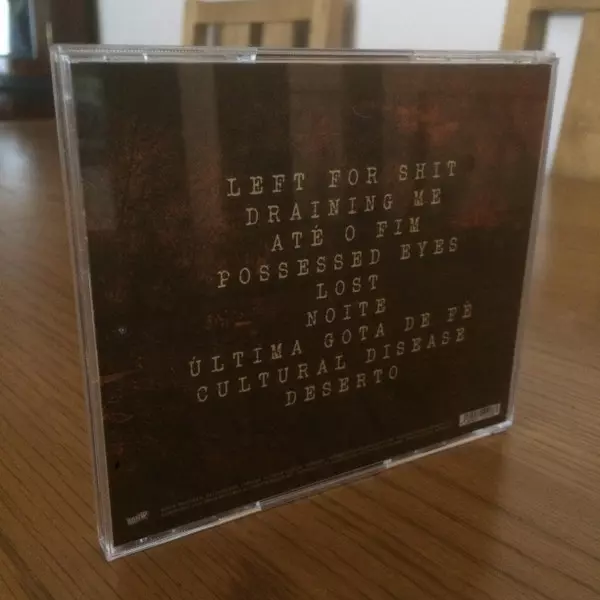 LEFT FOR SHIT
DRAINING ME
ATÉ O FIM
POSSESSED EYES
LOST
NOITE
ÚLTIMA GOTA DE FÉ
CULTURAL DISEASE
DESERTO